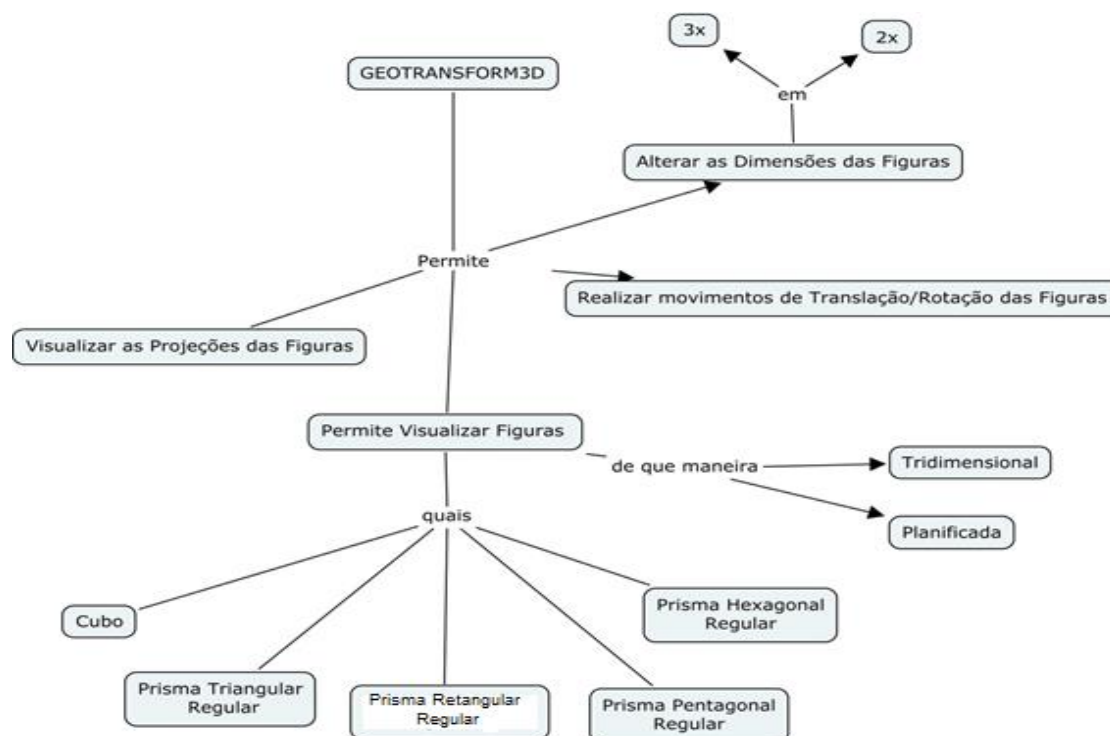 3x
2x
GEOTRANSFORM3D
em
Alterar as Dimensões das Figuras
Permite
Realizar movimentos de Translação/Rotação das Figuras
Visualizar as Projeções das Figuras
Permite Visualizar Figuras
de que maneira
Tridimensional
Planificada
quais
Cubo
Prisma Hexagonal
Regular
Prisma Triangular
Regular
Prisma Retangular
Regular
Prisma Pentagonal
Regular